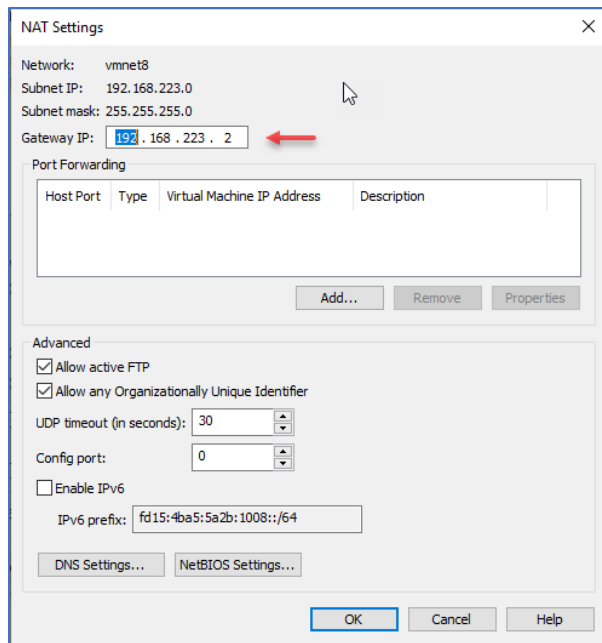 NAT Settings
Network: vmnet8
Subnet IP: 192.168.223.0
Subnet mask: 255.255.255.0
Gateway IP: 192 . 168 . 223 . 2
Port Forwarding
Host Port Type Virtual Machine IP Address Description
Add... Remove Properties
Advanced
Allow active FTP
Allow any Organizationally Unique Identifier
UDP timeout (in seconds): 30
Config port: 0
Enable IPv6
IPv6 prefix: fd15:4ba5:5a2b:1008::/64
DNS Settings... NetBIOS Settings...
OK Cancel Help